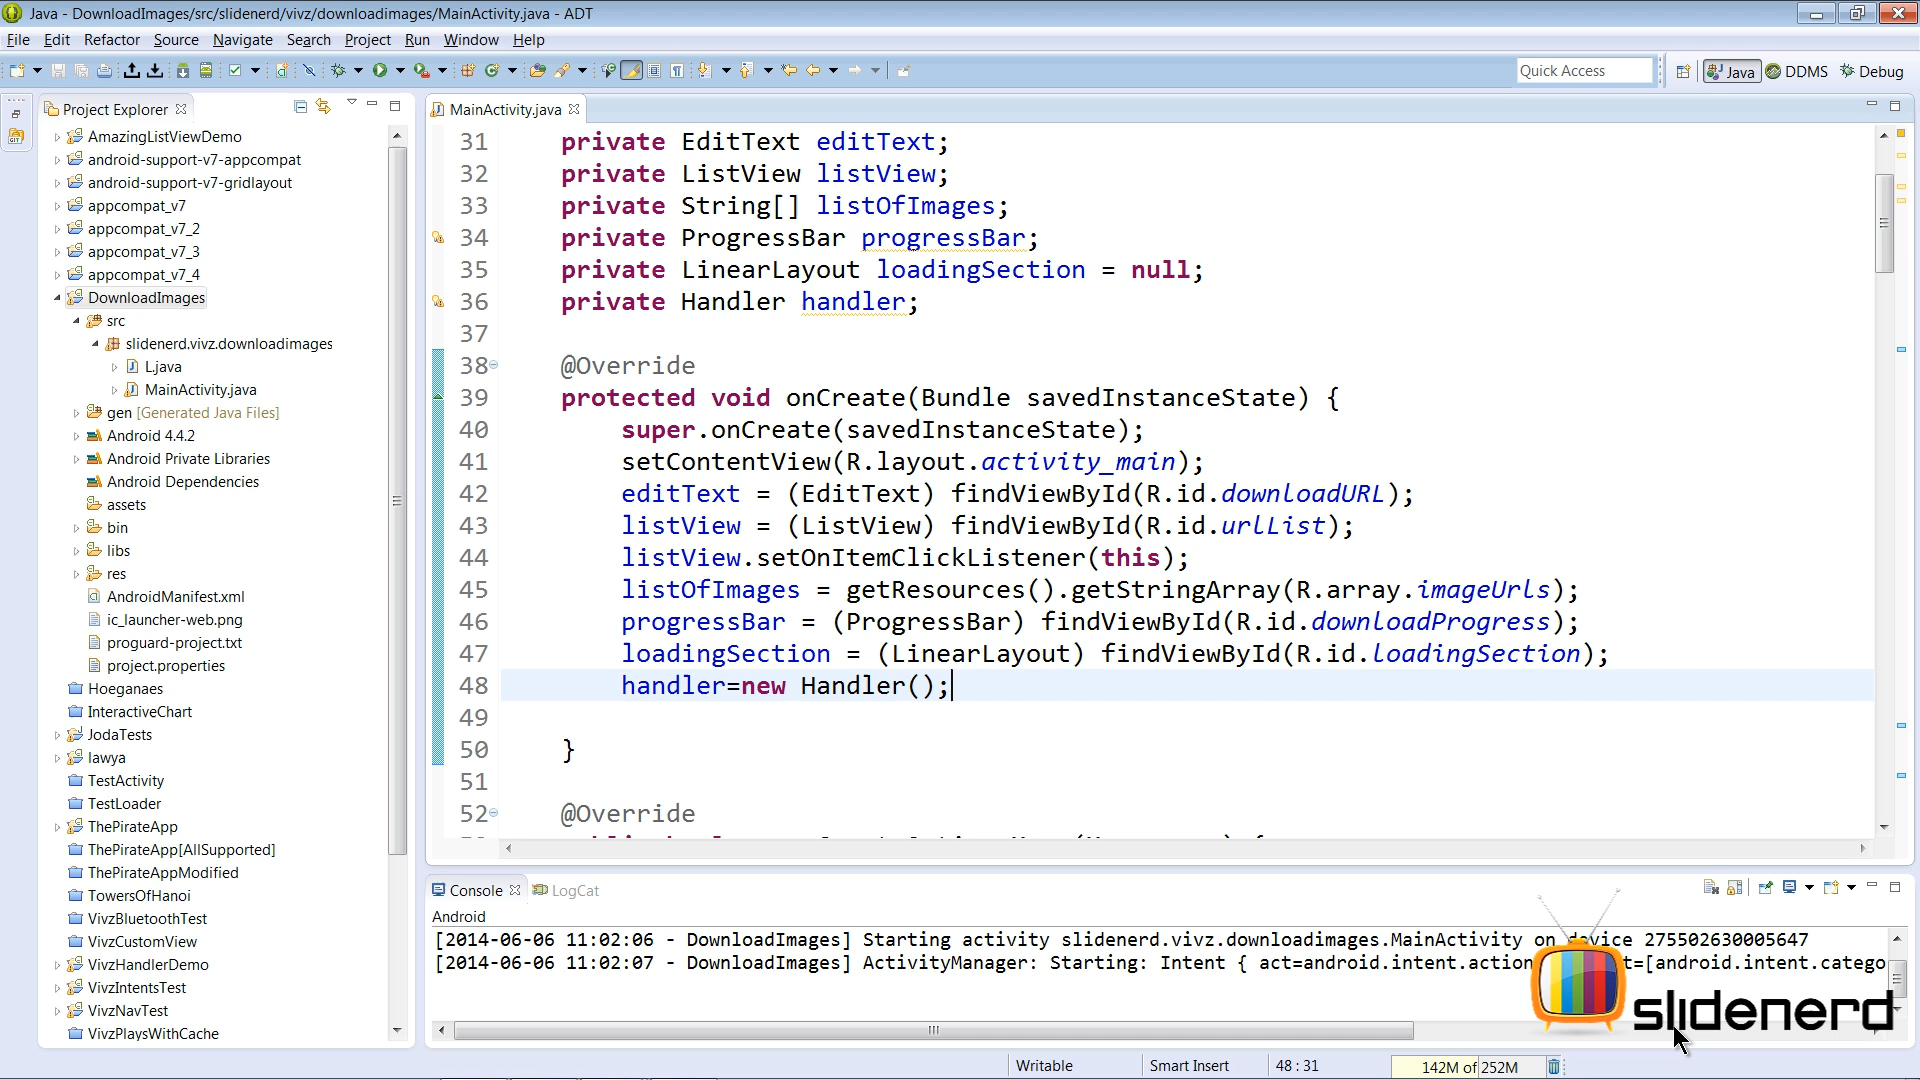 Java - DownloadImages/src/slidenerd/vivz/downloadimages/MainActivity.java - ADT
File Edit Refactor Source Navigate Search Project Run Window Help
Quick Access
Java DDMS Debug
Project Explorer
AmazingListViewDemo
android-support-v7-appcompat
android-support-v7-gridlayout
appcompat_v7
appcompat_v7_2
appcompat_v7_3
appcompat_v7_4
DownloadImages
src
slidenerd.vivz.downloadimages
L.java
MainActivity.java
gen [Generated Java Files]
Android 4.4.2
Android Private Libraries
Android Dependencies
assets
bin
libs
res
AndroidManifest.xml
ic_launcher-web.png
proguard-project.txt
project.properties
Hoeganaes
InteractiveChart
JodaTests
lawya
TestActivity
TestLoader
ThePirateApp
ThePirateApp[AllSupported]
ThePirateAppModified
TowersOfHanoi
VivzBluetoothTest
VivzCustomView
VivzHandlerDemo
VivzIntentsTest
VivzNavTest
VivzPlaysWithCache
MainActivity.java
31 private EditText editText;
32 private ListView listView;
33 private String[] listOfImages;
34 private ProgressBar progressBar;
35 private LinearLayout loadingSection = null;
36 private Handler handler;
37
38 @Override
39 protected void onCreate(Bundle savedInstanceState) {
40 super.onCreate(savedInstanceState);
41 setContentView(R.layout.activity_main);
42 editText = (EditText) findViewById(R.id.downloadURL);
43 listView = (ListView) findViewById(R.id.urlList);
44 listView.setOnItemClickListener(this);
45 listOfImages = getResources().getStringArray(R.array.imageUrls);
46 progressBar = (ProgressBar) findViewById(R.id.downloadProgress);
47 loadingSection = (LinearLayout) findViewById(R.id.loadingSection);
48 handler=new Handler();
49
50 }
51
52 @Override
Console LogCat
Android
[2014-06-06 11:02:06 - DownloadImages] Starting activity slidenerd.vivz.downloadimages.MainActivity on device 275502630005647
[2014-06-06 11:02:07 - DownloadImages] ActivityManager: Starting: Intent { act=android.intent.action t=[android.intent.catego
slidenerd
Writable Smart Insert 48 : 31 142M of 252M